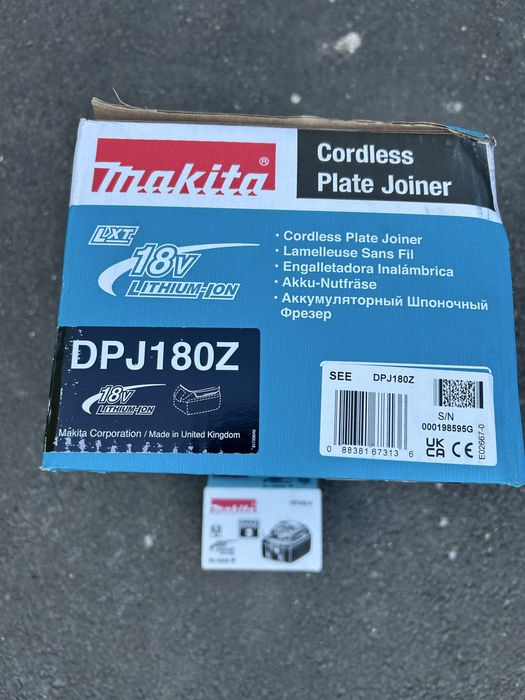 makita®
Cordless
Plate Joiner
LXT
18V
LITHIUM-ION
· Cordless Plate Joiner
· Lamelleuse Sans Fil
· Engalletadora Inalámbrica
· Akku-Nutfräse
· Аккумуляторный Шпоночный
Фрезер
DPJ180Z
18V
LITHIUM-ION
Makita Corporation / Made in United Kingdom
SEE DPJ180Z
S/N
000198595G
0 88381 67313 6
UK
CA CE
TE02667-0
makita